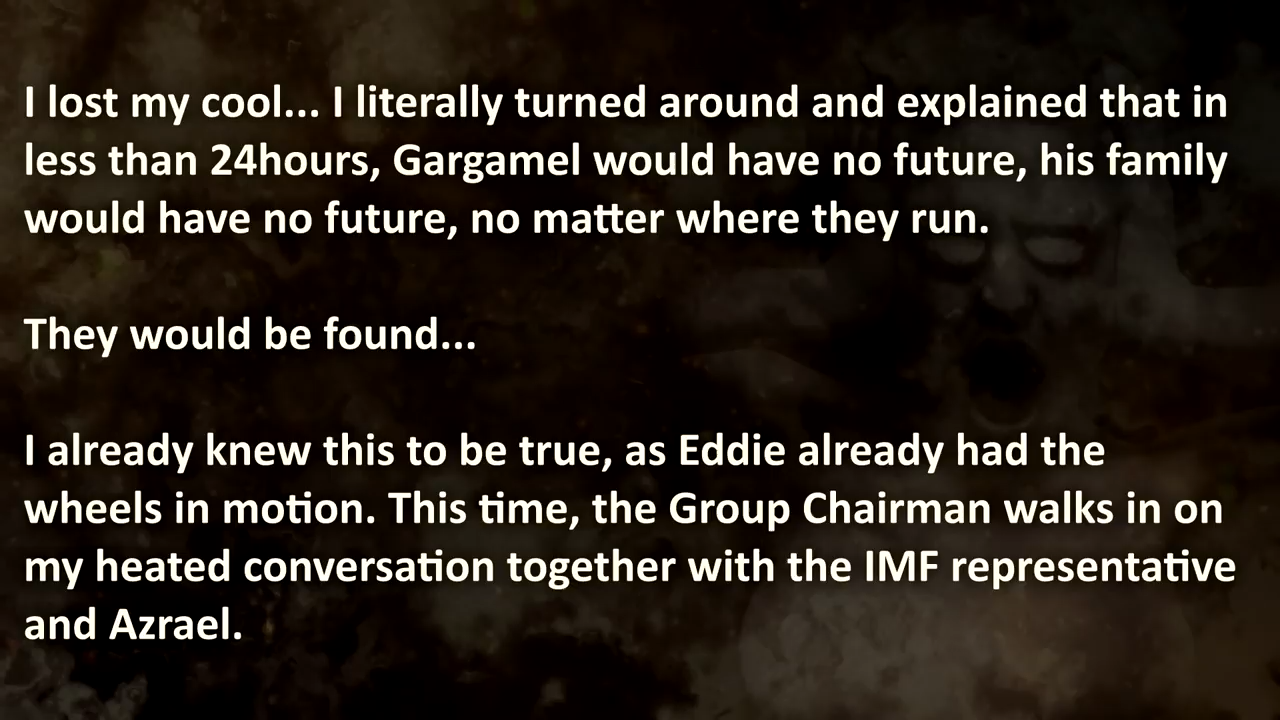 I lost my cool... I literally turned around and explained that in
less than 24hours, Gargamel would have no future, his family
would have no future, no matter where they run.
They would be found...
I already knew this to be true, as Eddie already had the
wheels in motion. This time, the Group Chairman walks in on
my heated conversation together with the IMF representative
and Azrael.